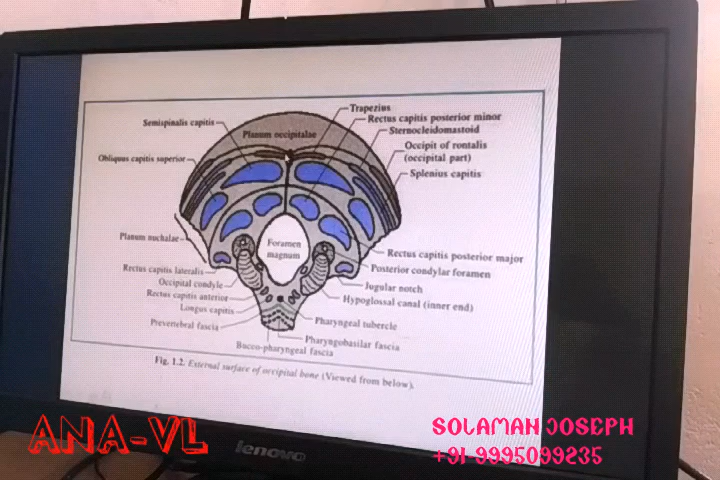 Trapezius
Rectus capitis posterior minor
Semispinalis capitis
Sternocleidomastoid
Planum occipitalae
Occipit of rontalis
(occipital part)
Obliquus capitis superior
Splenius capitis
Planum nuchalae
Foramen
magnum
Rectus capitis posterior major
Posterior condylar foramen
Rectus capitis lateralis
Occipital condyle
Jugular notch
Rectus capitis anterior
Hypoglossal canal (inner end)
Longus capitis
Prevertebral fascia
Pharyngeal tubercle
Pharyngobasilar fascia
Bucco-pharyngeal fascia
Fig. 1.2. External surface of occipital bone (Viewed from below).
ANA-VL
lenovo
SOLAMAN JOSEPH
+91-9995099235